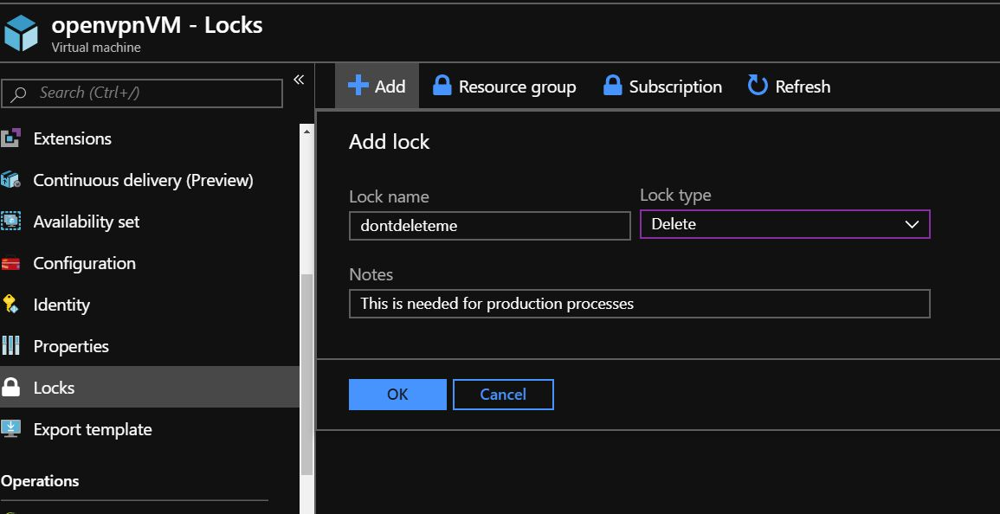 openvpnVM - Locks
Virtual machine
Search (Ctrl+/)
Extensions
Continuous delivery (Preview)
Availability set
Configuration
Identity
Properties
Locks
Export template
Operations
Add Resource group Subscription Refresh
Add lock
Lock name Lock type
dontdeleteme Delete
Notes
This is needed for production processes
OK Cancel